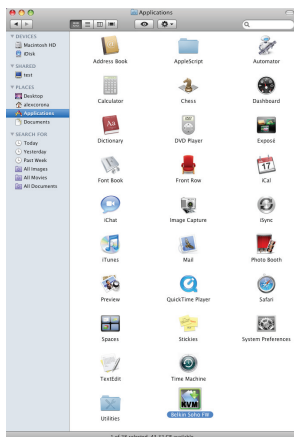 Applications
DEVICES
Macintosh HD
iDisk
SHARED
test
PLACES
Desktop
alexcorona
Applications
Documents
SEARCH FOR
Today
Yesterday
Past Week
All Images
All Movies
All Documents
Address Book
AppleScript
Automator
Calculator
Chess
Dashboard
Aa
Dictionary
DVD Player
Exposé
Font Book
Front Row
17
iCal
iChat
Image Capture
iSync
iTunes
Mail
Photo Booth
Preview
QuickTime Player
Safari
Spaces
Stickies
System Preferences
TextEdit
Time Machine
Utilities
KVM
Belkin Soho FW